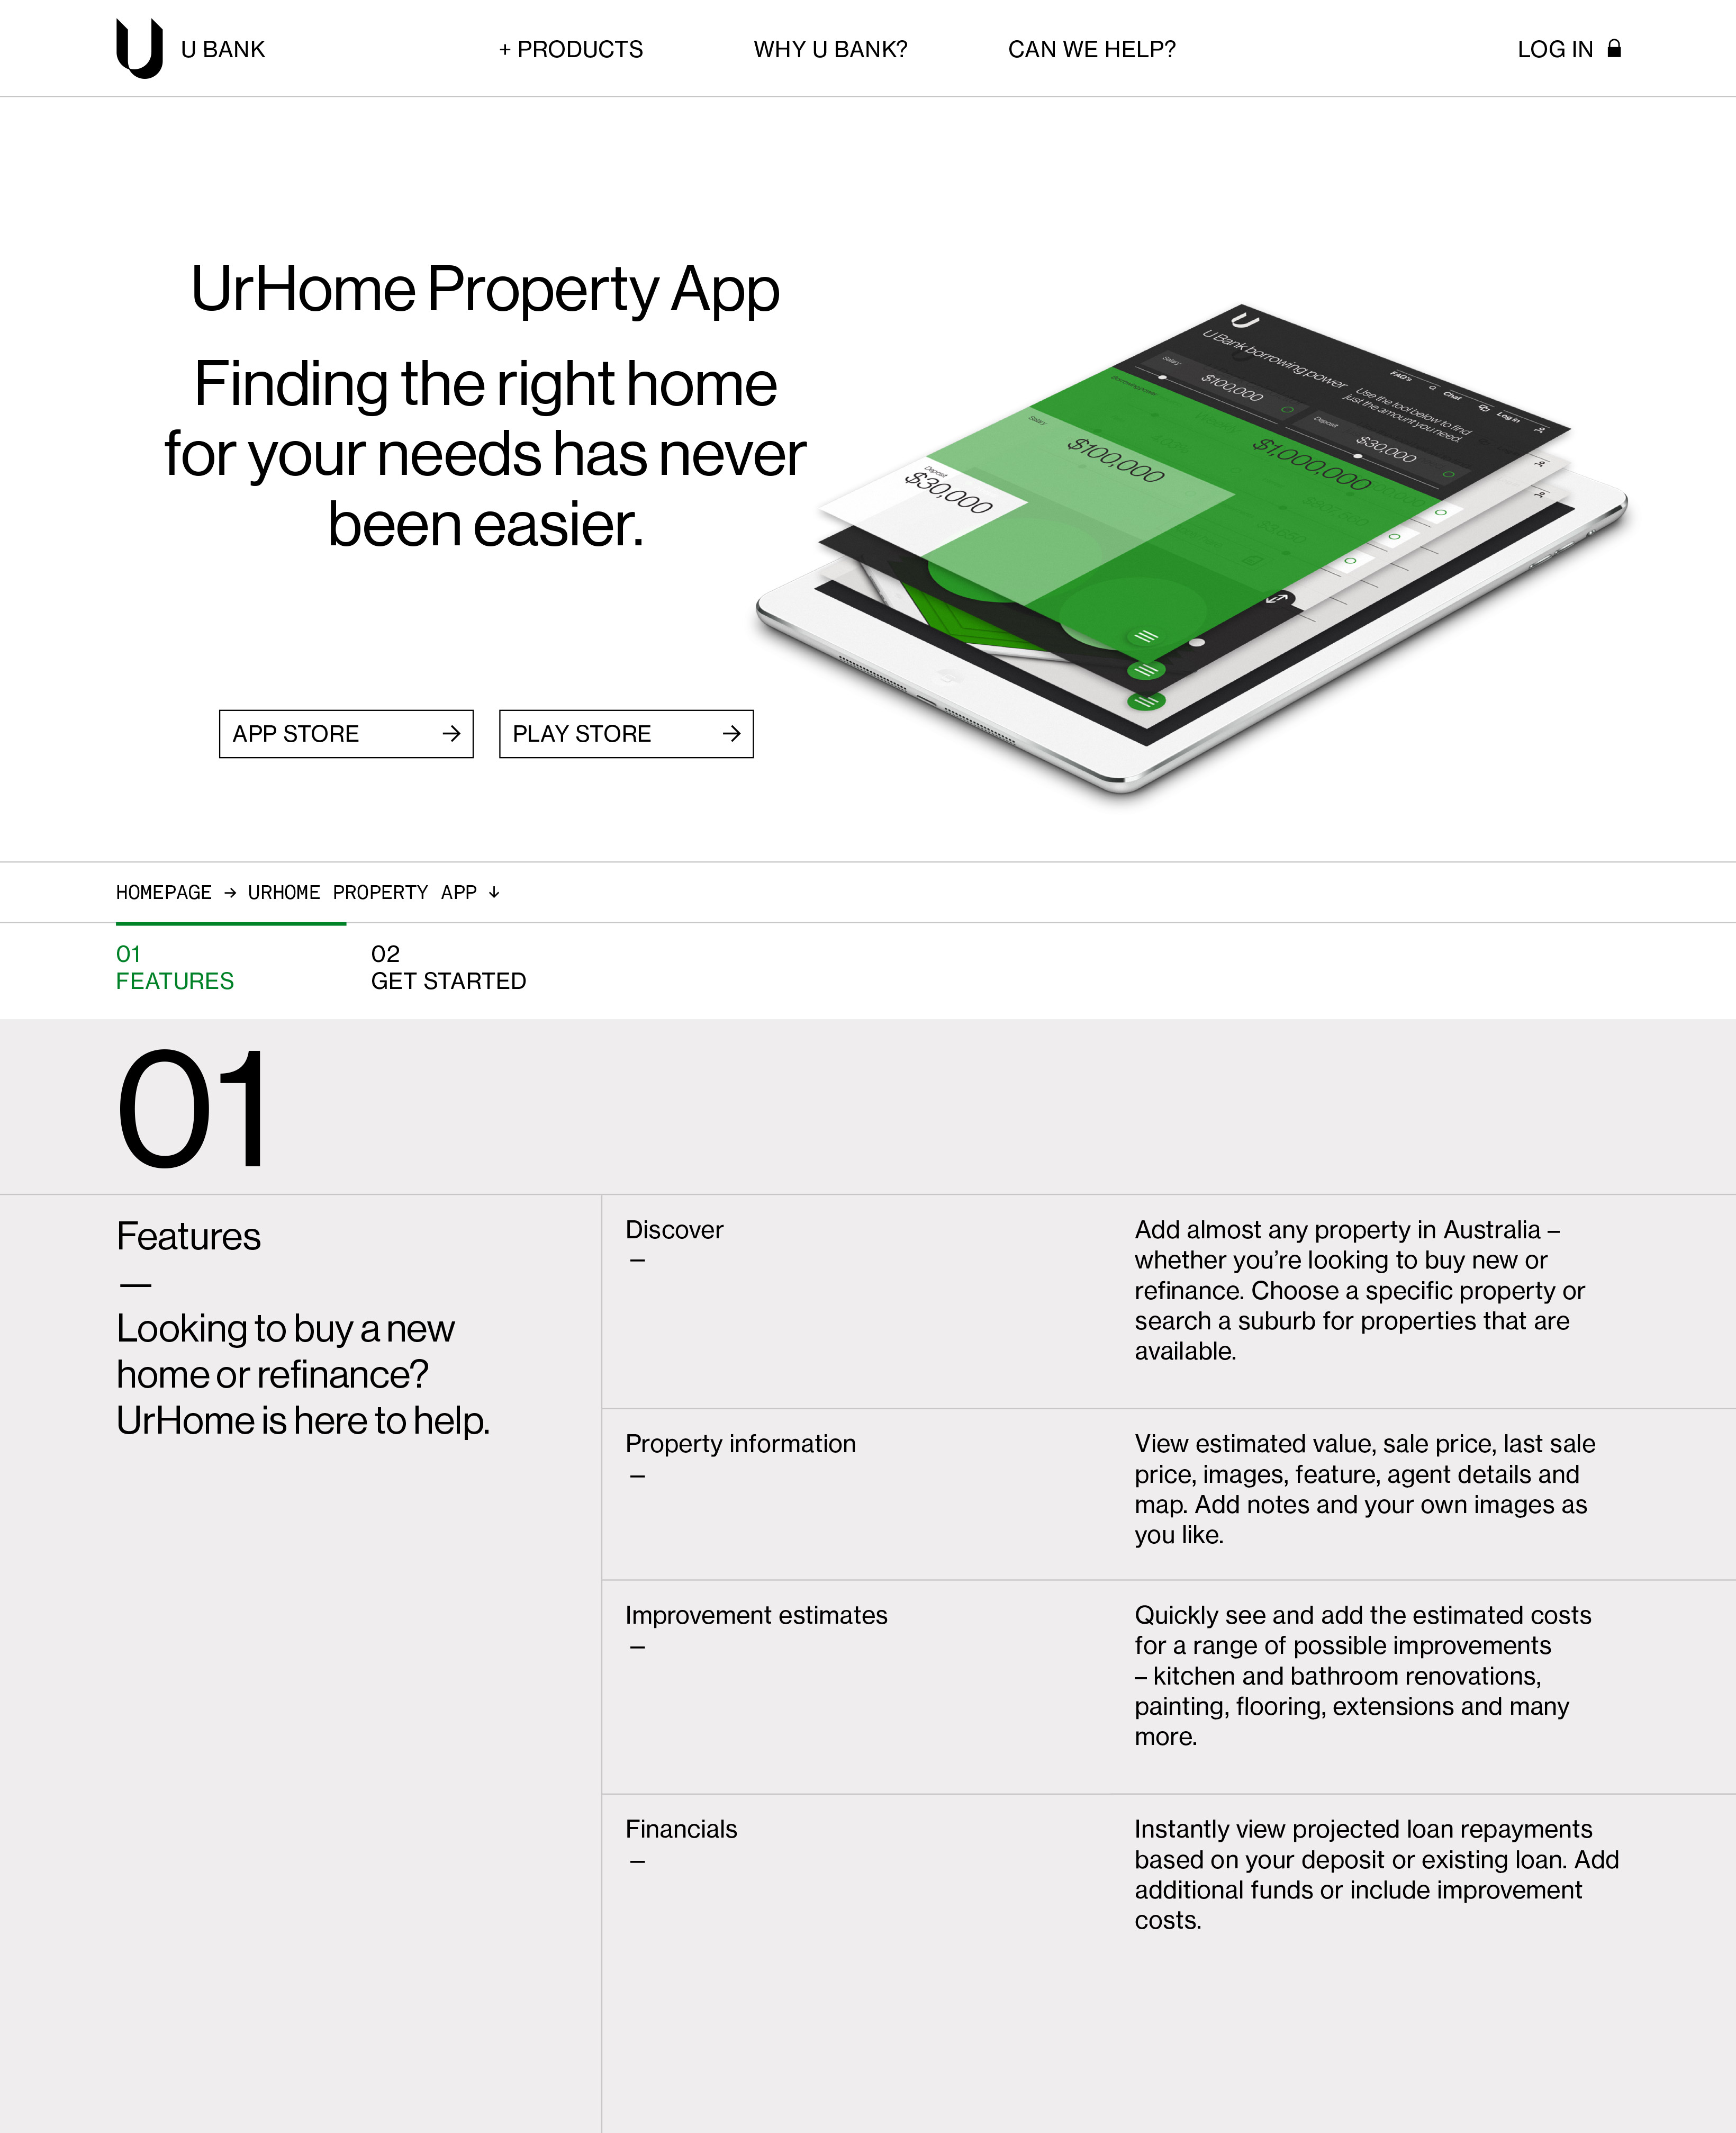 U BANK
+ PRODUCTS
WHY U BANK?
CAN WE HELP?
LOG IN
UrHome Property App
Finding the right home
for your needs has never
been easier.
U Bank borrowing power
Use the tool below to find
just the amount you need.
FAQ's
Chat
Log in
Salary
$100,000
Deposit
$30,000
Borrowing power
$1,000,000
Salary
$100,000
Deposit
$30,000
APP STORE →
PLAY STORE →
HOMEPAGE → URHOME PROPERTY APP ↓
01
FEATURES
02
GET STARTED
01
Features
—
Looking to buy a new
home or refinance?
UrHome is here to help.
Discover
–
Add almost any property in Australia –
whether you’re looking to buy new or
refinance. Choose a specific property or
search a suburb for properties that are
available.
Property information
–
View estimated value, sale price, last sale
price, images, feature, agent details and
map. Add notes and your own images as
you like.
Improvement estimates
–
Quickly see and add the estimated costs
for a range of possible improvements
– kitchen and bathroom renovations,
painting, flooring, extensions and many
more.
Financials
–
Instantly view projected loan repayments
based on your deposit or existing loan. Add
additional funds or include improvement
costs.